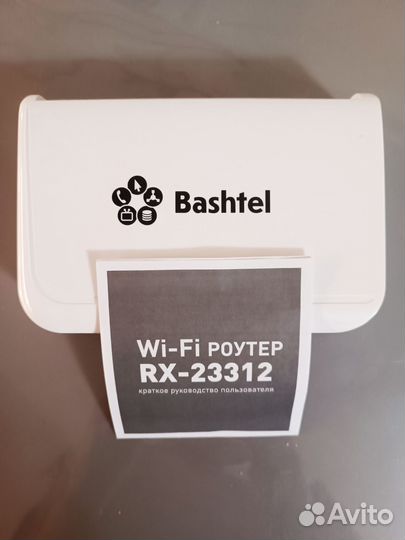 Bashtel
Wi-Fi РОУТЕР
RX-23312
краткое руководство пользователя
Avito